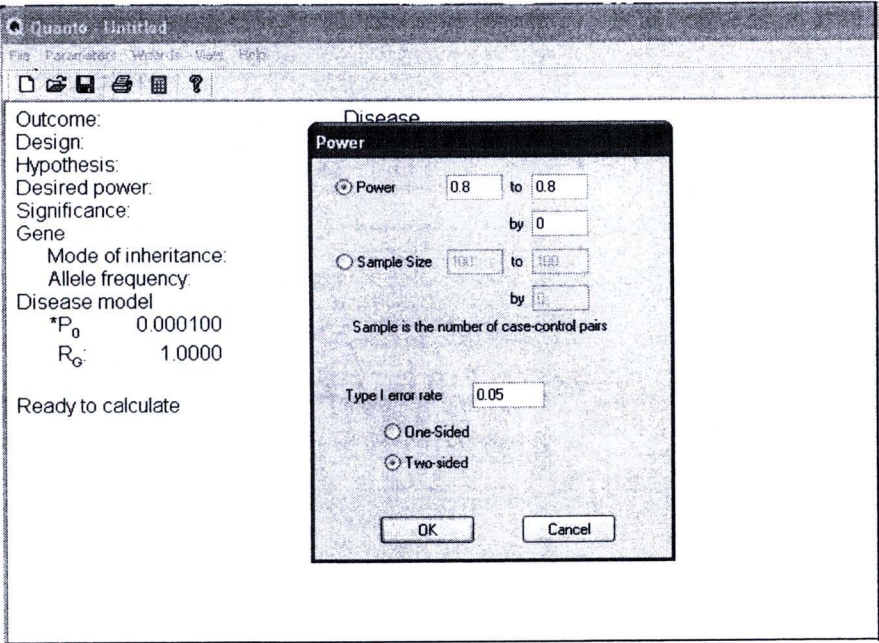 Quanto - Untitled
File Parameters Wizards View Help
Outcome: Disease
Design:
Hypothesis:
Desired power:
Significance:
Gene
Mode of inheritance:
Allele frequency:
Disease model
*P0 0.000100
RG: 1.0000
Ready to calculate
Power
Power 0.8 to 0.8
by 0
Sample Size 100 to 100
by 0
Sample is the number of case-control pairs
Type I error rate 0.05
One-Sided
Two-sided
OK Cancel